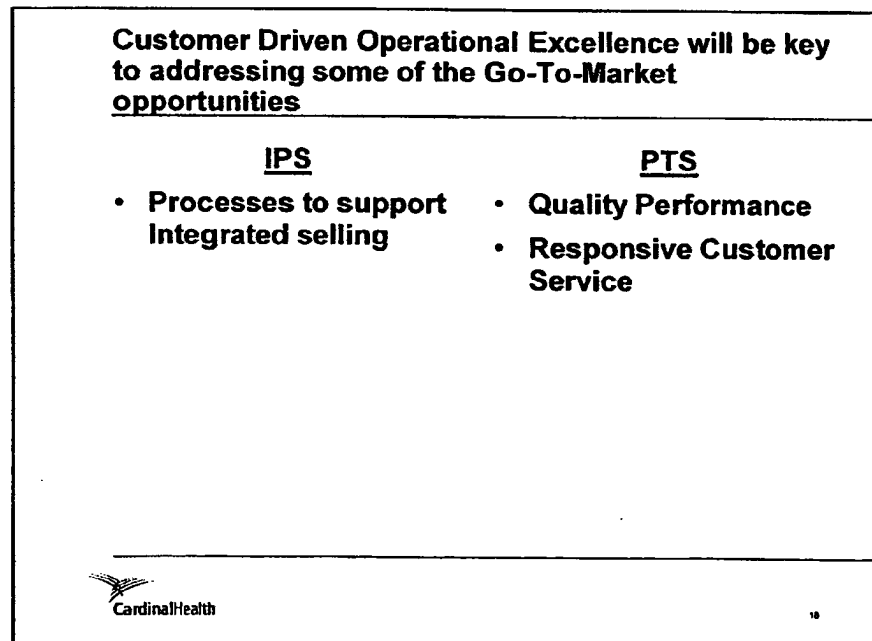 Customer Driven Operational Excellence will be key
to addressing some of the Go-To-Market
opportunities
IPS
• Processes to support
Integrated selling
PTS
• Quality Performance
• Responsive Customer
Service
CardinalHealth